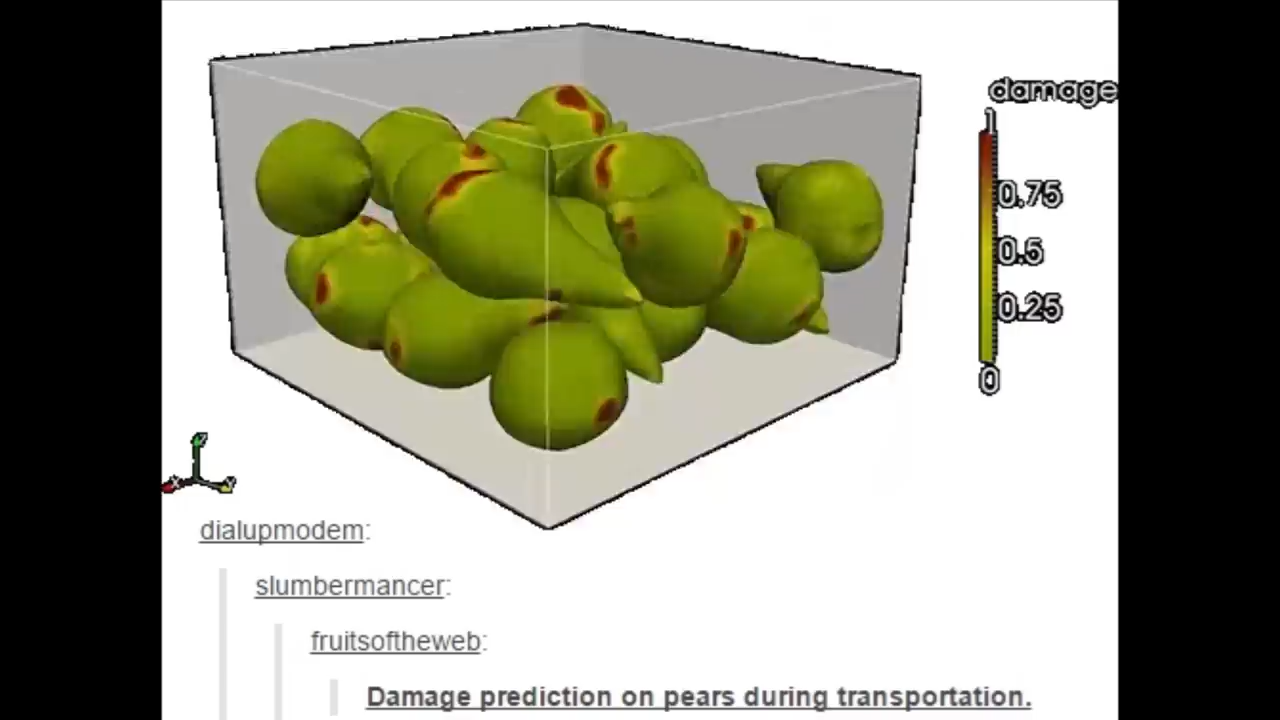 damage
1
0.75
0.5
0.25
0
dialupmodem:
slumbermancer:
fruitsoftheweb:
Damage prediction on pears during transportation.